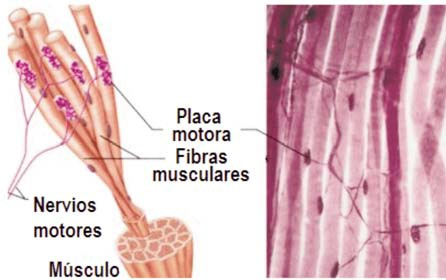 Placa
motora
Fibras
musculares
Nervios
motores
Músculo